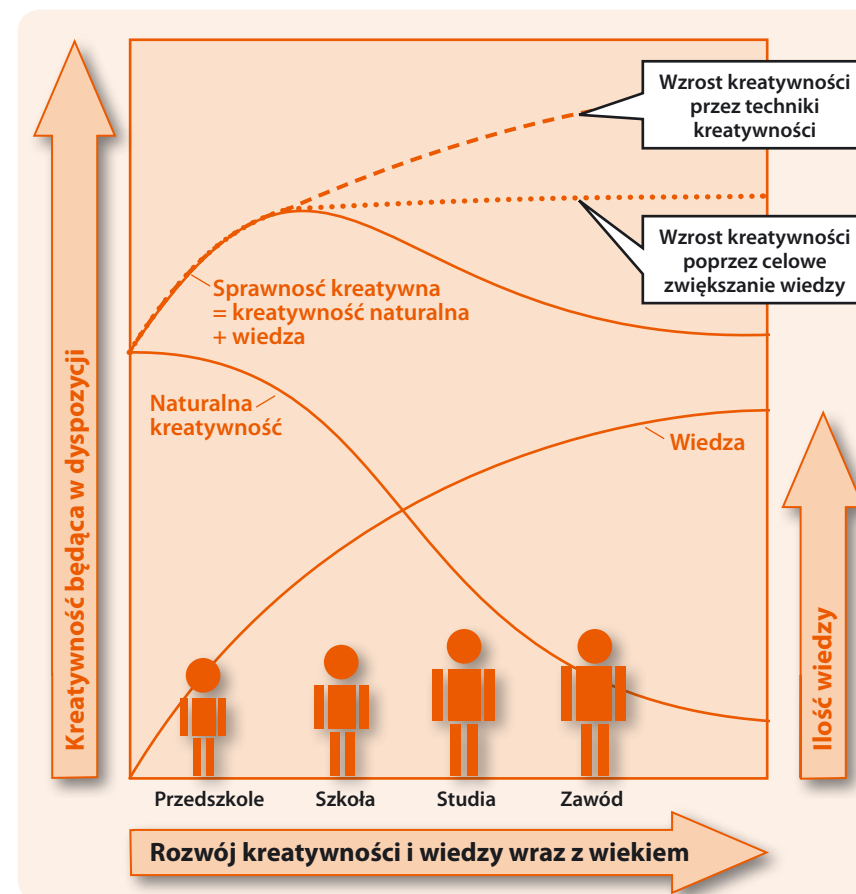 Wzrost kreatywności
przez techniki
kreatywności
Wzrost kreatywności
poprzez celowe
zwiększanie wiedzy
Sprawnosć kreatywna
= kreatywność naturalna
+ wiedza
Naturalna
kreatywność
Wiedza
Kreatywność będąca w dyspozycji
Ilość wiedzy
Przedszkole
Szkoła
Studia
Zawód
Rozwój kreatywności i wiedzy wraz z wiekiem